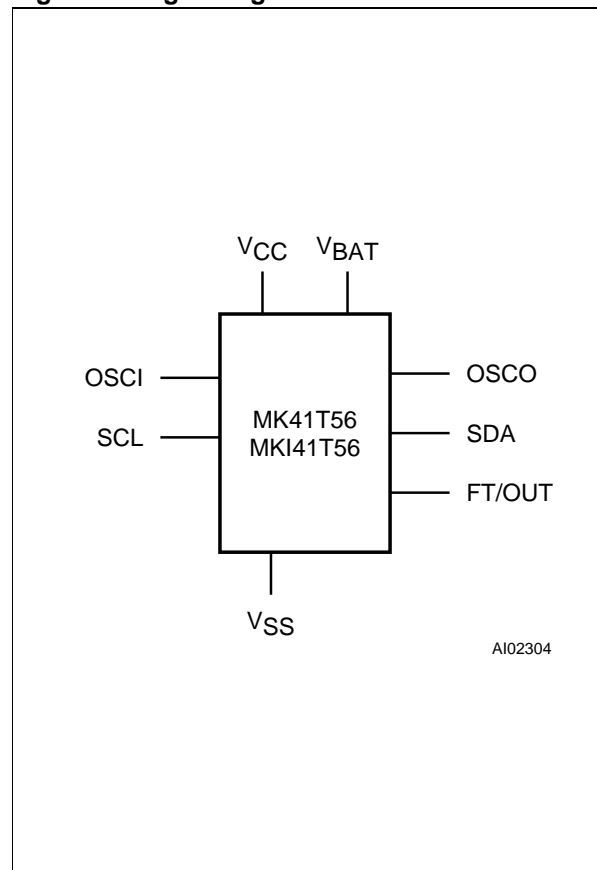 VCC VBAT
OSCI
OSCO
MK41T56
SCL
SDA
MKI41T56
FT/OUT
VSS
AI02304